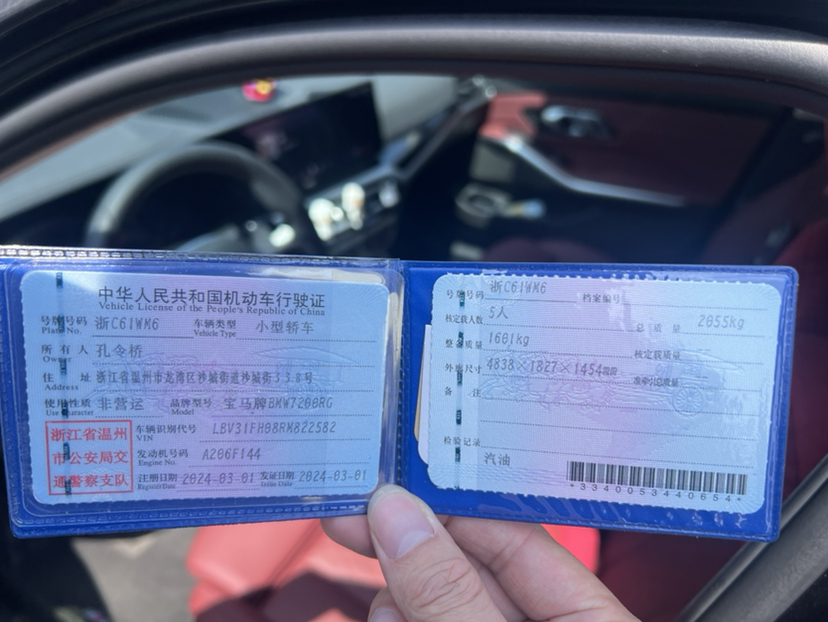 中华人民共和国机动车行驶证
Vehicle License of the People's Republic of China
号牌号码 浙C61WM6 车辆类型 小型轿车
Plate No. Vehicle Type
所有人 孔令桥
Owner
住址 浙江省温州市龙湾区沙城街道沙城街338号
Address
使用性质 非营运 品牌型号 宝马牌BMW7200RG
Use Character Model
浙江省温州
市公安局交
通警察支队
车辆识别代号 LBV31FH08RM822582
VIN
发动机号码 A206F144
Engine No.
注册日期 2024-03-01 发证日期 2024-03-01
Register Date Issue Date
号牌号码 浙C61WM6 档案编号
核定载人数 5人 总质量 2055kg
整备质量 1601kg 核定载质量
外廓尺寸 4838×1827×1454mm 准牵引总质量
备注
检验记录
汽油
*3340053440654*